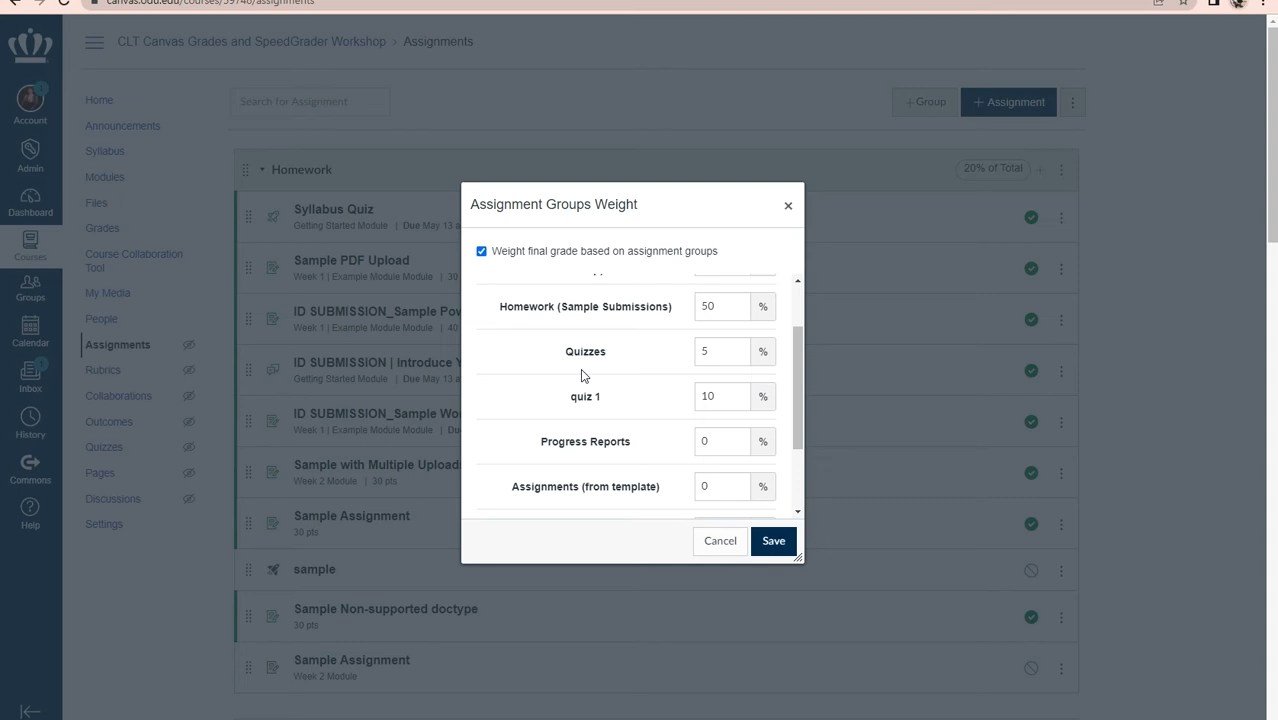 canvas.odu.edu/courses/59746/assignments
CLT Canvas Grades and SpeedGrader Workshop > Assignments
Account
Admin
Dashboard
Courses
Groups
Calendar
Inbox
History
Commons
Help
Home
Announcements
Syllabus
Modules
Files
Grades
Course Collaboration
Tool
My Media
People
Assignments
Rubrics
Collaborations
Outcomes
Quizzes
Pages
Discussions
Settings
Search for Assignment
+ Group
+ Assignment
Homework
20% of Total
Syllabus Quiz
Getting Started Module | Due May 13 a
Sample PDF Upload
Week 1 | Example Module Module | 30
ID SUBMISSION_Sample Pow
Week 1 | Example Module Module | 40
ID SUBMISSION | Introduce Y
Getting Started Module | Due May 13 a
ID SUBMISSION_Sample Wo
Week 1 | Example Module Module | Du
Sample with Multiple Upload
Week 2 Module | 30 pts
Sample Assignment
30 pts
sample
Sample Non-supported doctype
30 pts
Sample Assignment
Week 2 Module
Assignment Groups Weight
×
Weight final grade based on assignment groups
Homework (Sample Submissions) 50 %
Quizzes 5 %
quiz 1 10 %
Progress Reports 0 %
Assignments (from template) 0 %
Cancel
Save